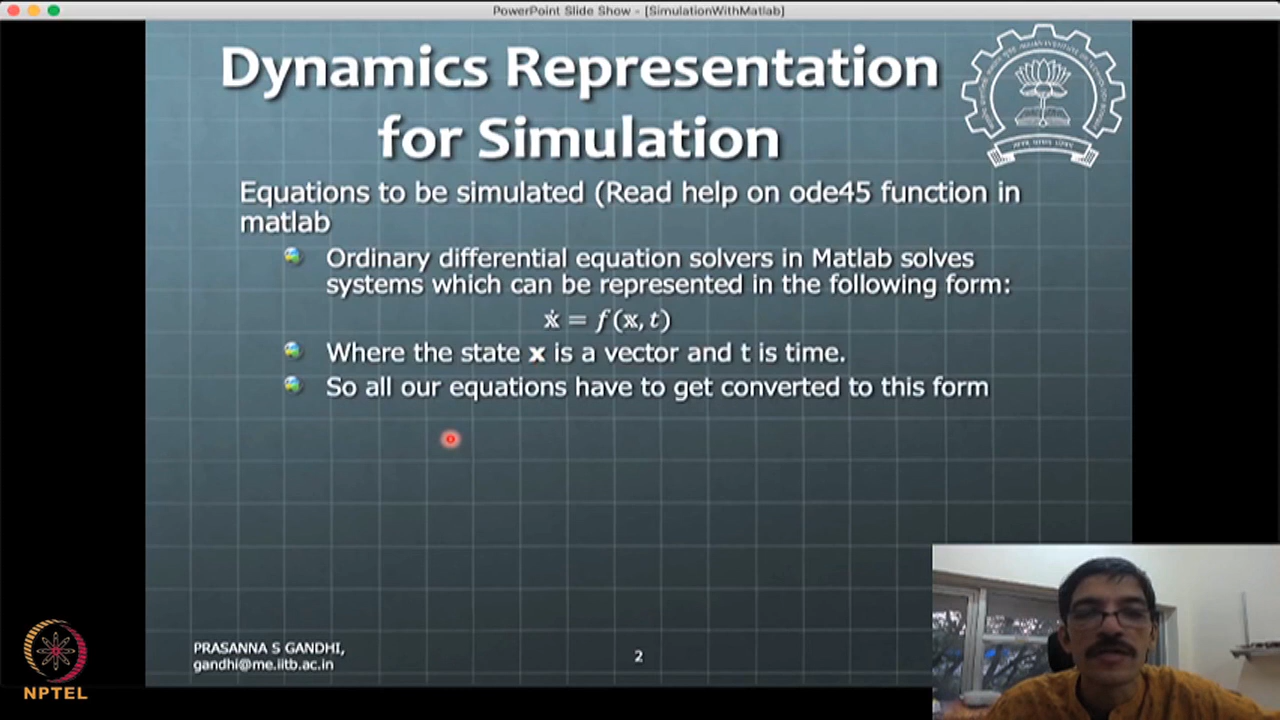 PowerPoint Slide Show - [SimulationWithMatlab]
Dynamics Representation
for Simulation
Equations to be simulated (Read help on ode45 function in
matlab
Ordinary differential equation solvers in Matlab solves
systems which can be represented in the following form:
ẋ = f(x, t)
Where the state x is a vector and t is time.
So all our equations have to get converted to this form
PRASANNA S GANDHI,
gandhi@me.iitb.ac.in
2
NPTEL